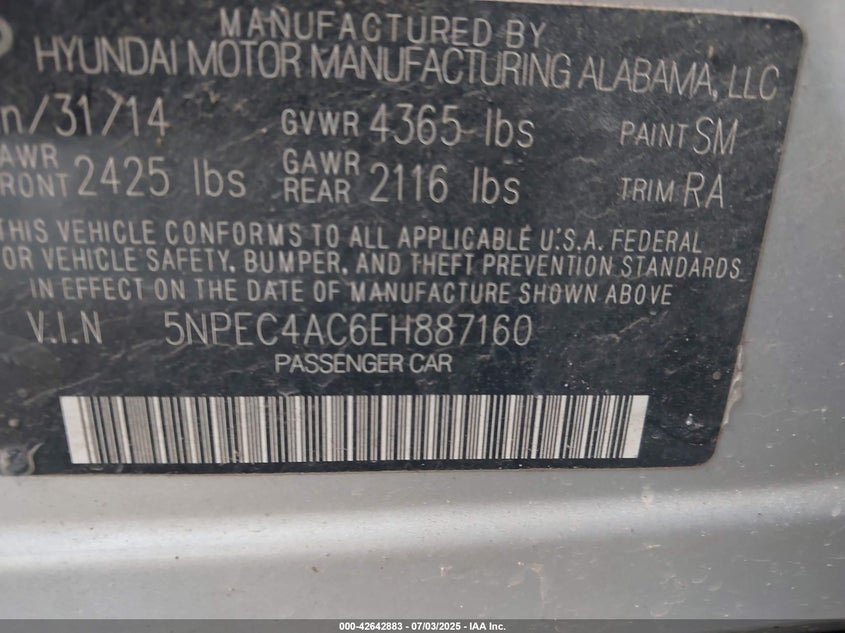 MANUFACTURED BY
HYUNDAI MOTOR MANUFACTURING ALABAMA, LLC
n/31/14 GVWR 4365 lbs PAINT SM
AWR FRONT 2425 lbs GAWR REAR 2116 lbs TRIM RA
THIS VEHICLE CONFORMS TO ALL APPLICABLE U.S.A. FEDERAL
OR VEHICLE SAFETY, BUMPER, AND THEFT PREVENTION STANDARDS
IN EFFECT ON THE DATE OF MANUFACTURE SHOWN ABOVE
V.I.N 5NPEC4AC6EH887160
PASSENGER CAR
000-42642883 / 07/03/2025 - IAA Inc.